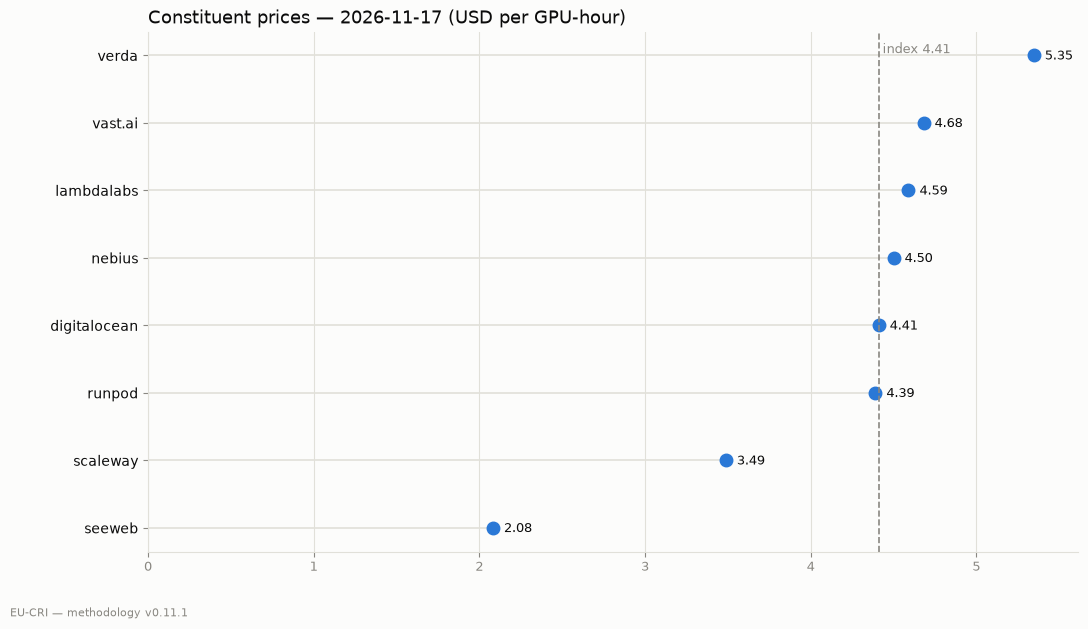 Constituent prices — 2026-11-17 (USD per GPU-hour)
index 4.41
verda 5.35
vast.ai 4.68
lambdalabs 4.59
nebius 4.50
digitalocean 4.41
runpod 4.39
scaleway 3.49
seeweb 2.08
0 1 2 3 4 5
EU-CRI — methodology v0.11.1